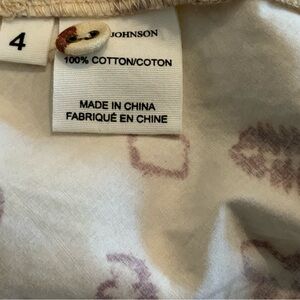 4
JOHNSON
100% COTTON/COTON
MADE IN CHINA
FABRIQUÉ EN CHINE